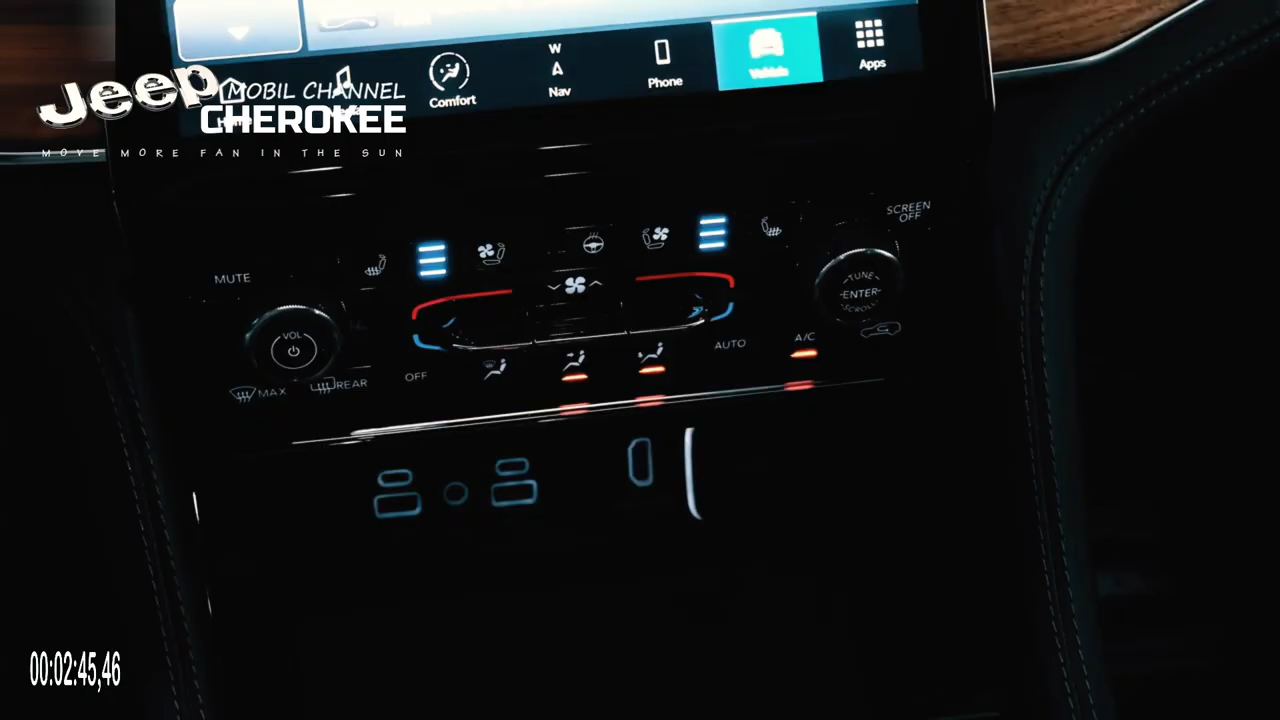 Jeep
MOBIL CHANNEL
CHEROKEE
MOVE MORE FAN IN THE SUN
Comfort
W
A
Nav
Phone
Vehicle
Apps
SCREEN
OFF
MUTE
TUNE
ENTER
SCROLL
VOL
A/C
AUTO
OFF
MAX
REAR
00:02:45,46